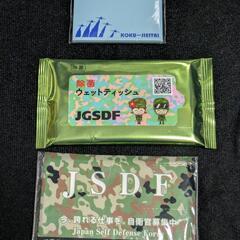 KOKU-JIEITAI
除菌
ウェットティッシュ
JGSDF
JSDF
今、誇れる仕事を。自衛官募集中
Japan Self Defense Force